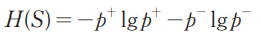 H(S) = −p⁺ lg p⁺ − p⁻ lg p⁻